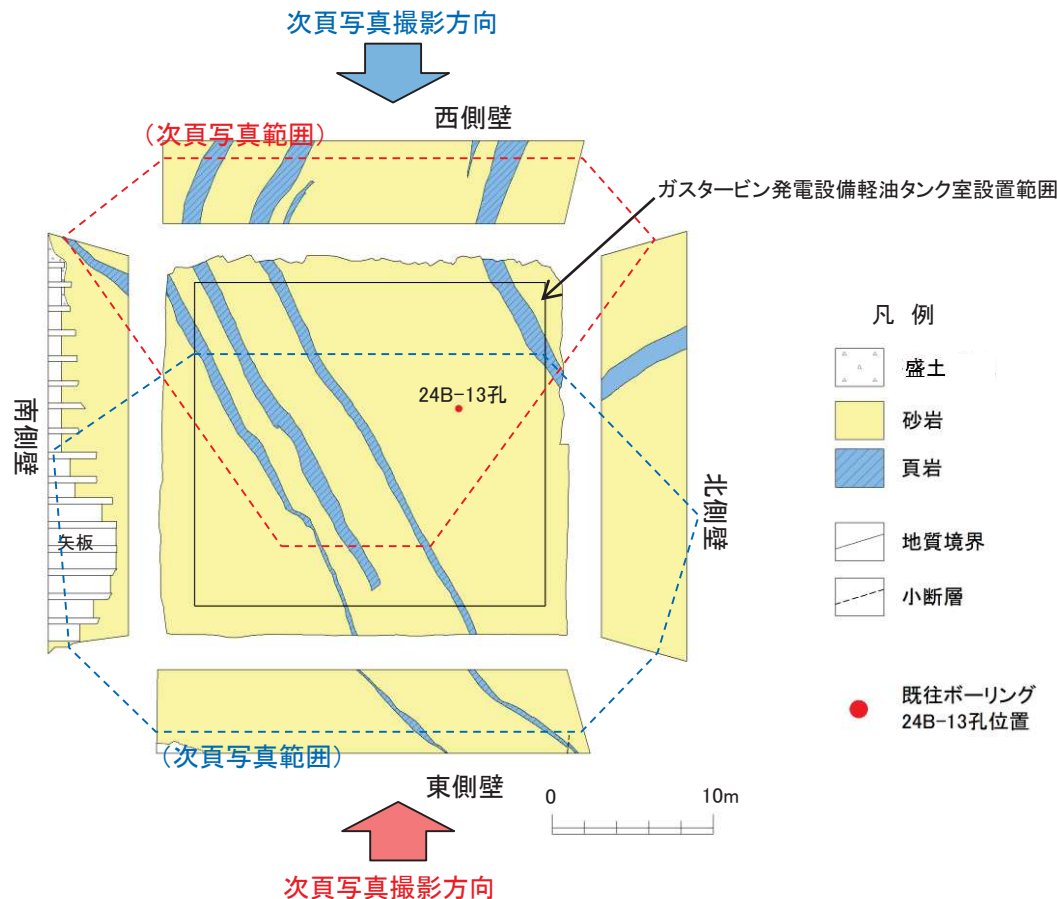 次頁写真撮影方向
西側壁
(次頁写真範囲)
ガスタービン発電設備軽油タンク室設置範囲
凡 例
盛土
砂岩
頁岩
地質境界
小断層
既往ボーリング
24B-13孔位置
24B-13孔
南側壁
矢板
北側壁
(次頁写真範囲)
東側壁
0 10m
次頁写真撮影方向